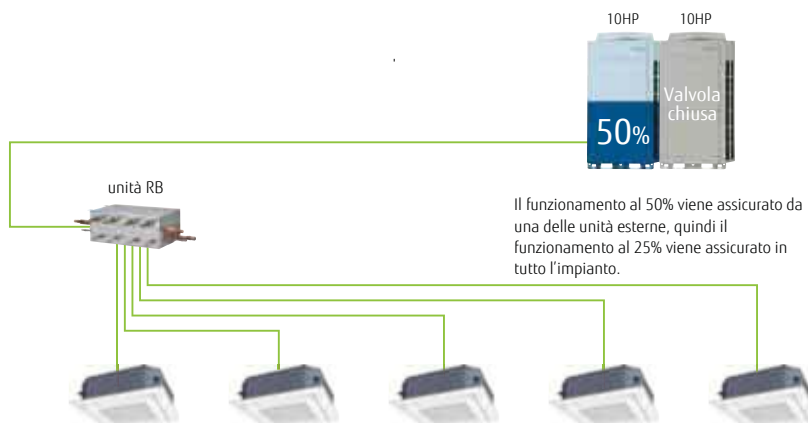 10HP
10HP
Valvola
chiusa
50%
unità RB
Il funzionamento al 50% viene assicurato da
una delle unità esterne, quindi il
funzionamento al 25% viene assicurato in
tutto l’impianto.